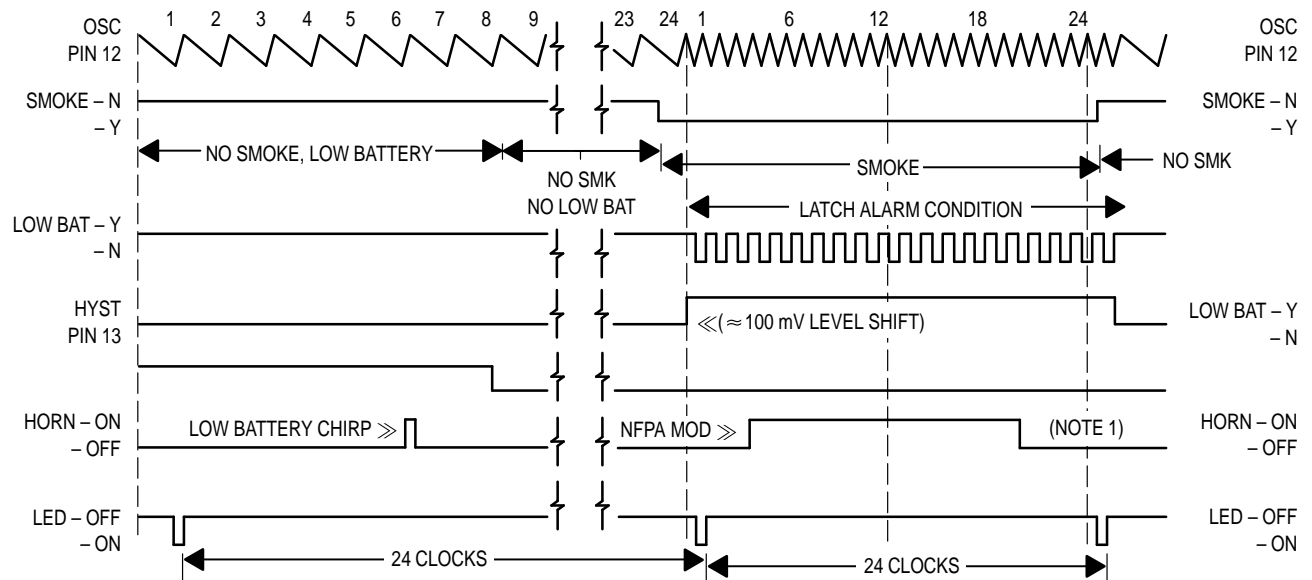 1 2 3 4 5 6 7 8 9 23 24 1 6 12 18 24
OSC
PIN 12
OSC
PIN 12
SMOKE – N
– Y
SMOKE – N
– Y
NO SMOKE, LOW BATTERY
NO SMK
NO LOW BAT
SMOKE
NO SMK
LATCH ALARM CONDITION
LOW BAT – Y
– N
HYST
PIN 13
≪(≈100 mV LEVEL SHIFT)
LOW BAT – Y
– N
HORN – ON
– OFF
LOW BATTERY CHIRP ≫
NFPA MOD ≫
(NOTE 1)
HORN – ON
– OFF
LED – OFF
– ON
24 CLOCKS
24 CLOCKS
LED – OFF
– ON